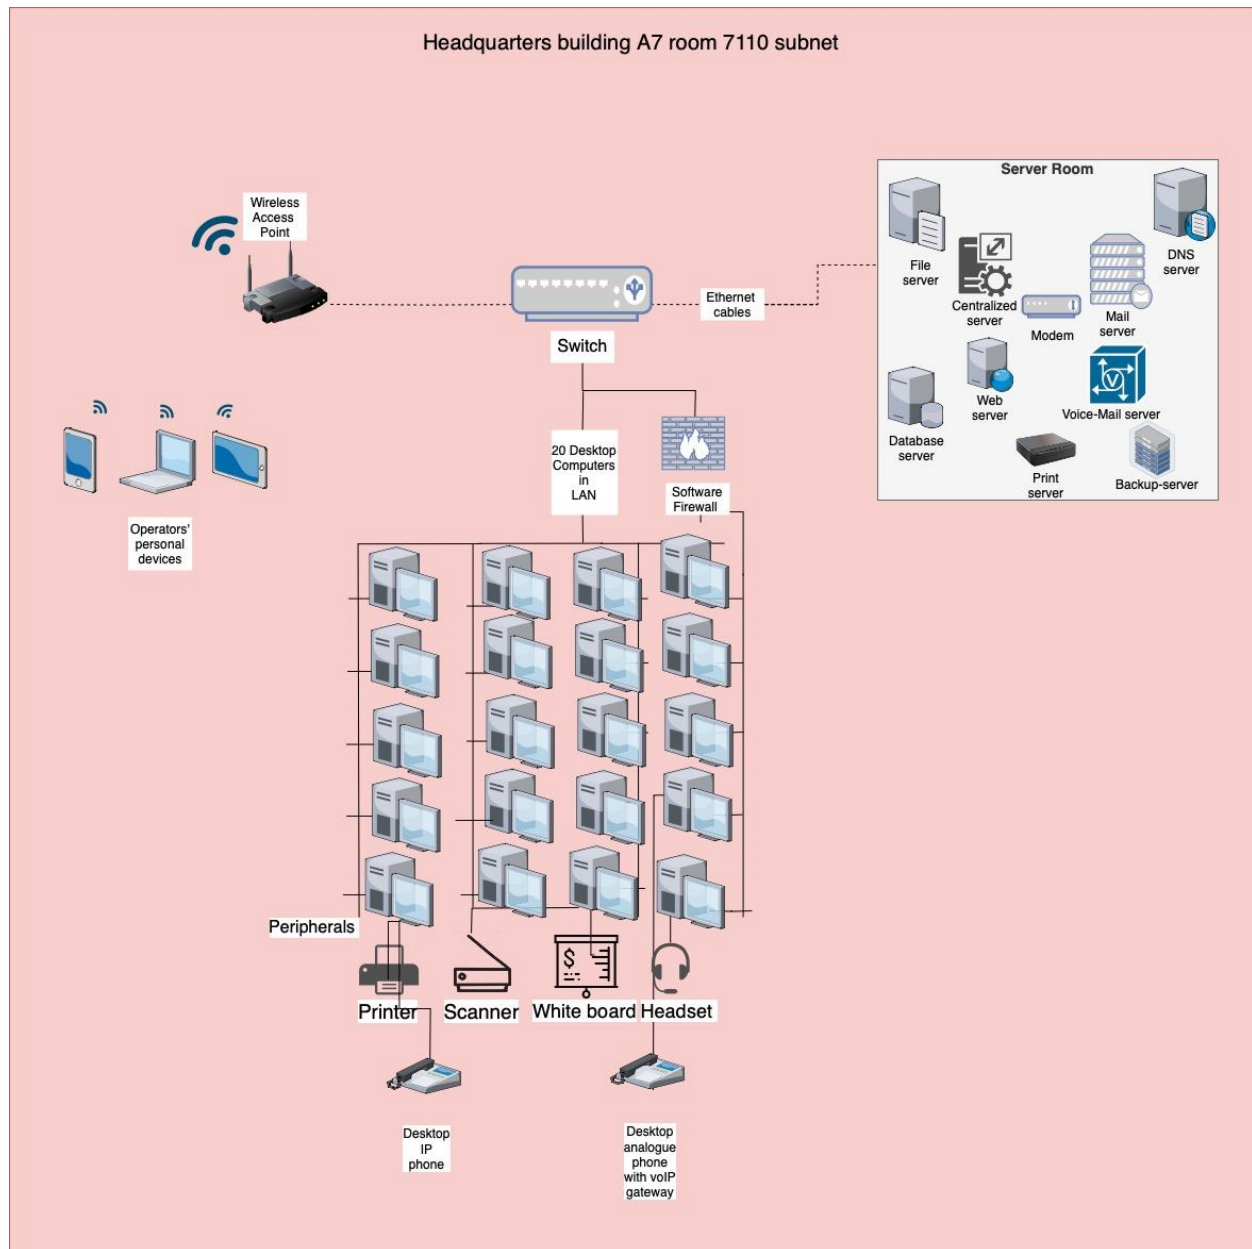 Headquarters building A7 room 7110 subnet
Server Room
Wireless
Access
Point
File
server
DNS
server
Centralized
server
Mail
server
Modem
Ethernet
cables
Switch
Web
server
Voice-Mail server
Database
server
Print
server
Backup-server
20 Desktop
Computers
in
LAN
Software
Firewall
Operators'
personal
devices
Peripherals
Printer
Scanner
White board
Headset
Desktop
IP
phone
Desktop
analogue
phone
with voIP
gateway